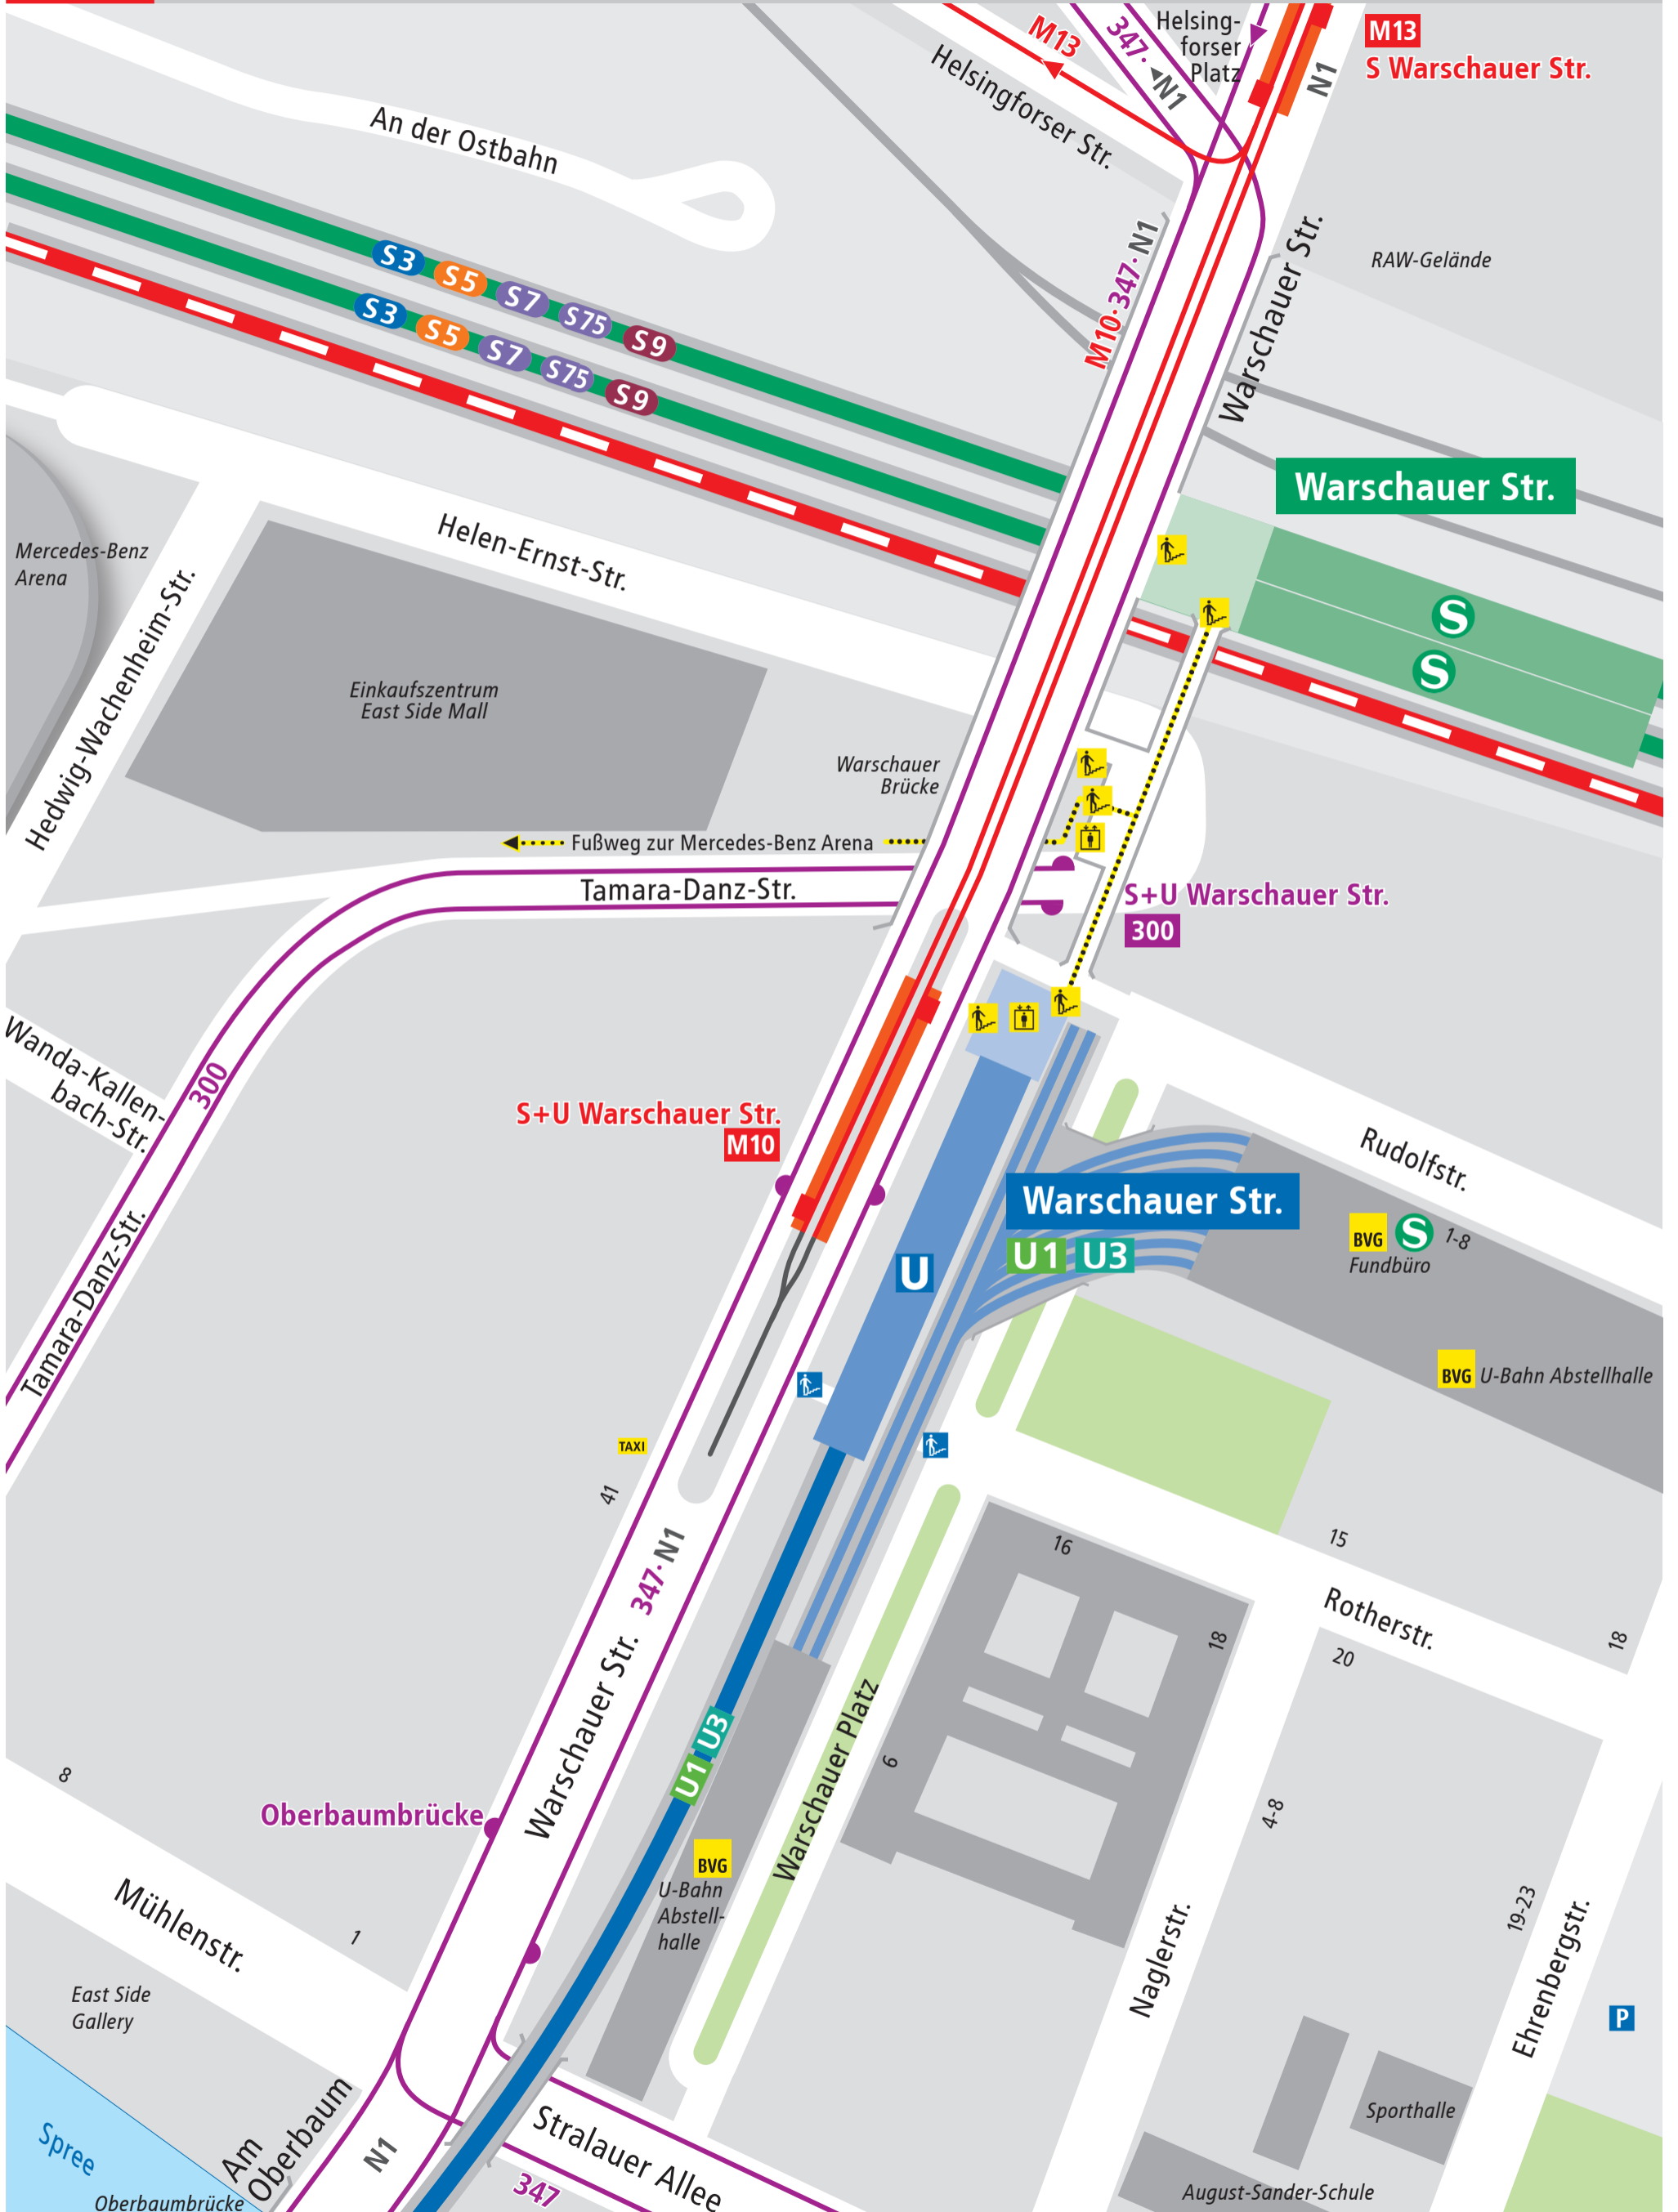 M13
347·
N1
Helsing-
forser
Platz
N1
M13
S Warschauer Str.
Helsingforser Str.
An der Ostbahn
M10·347·N1
Warschauer Str.
RAW-Gelände
S3
S5
S7
S75
S9
S3
S5
S7
S75
S9
Warschauer Str.
S
S
Mercedes-Benz
Arena
Helen-Ernst-Str.
Hedwig-Wachenheim-Str.
Einkaufszentrum
East Side Mall
Warschauer
Brücke
Fußweg zur Mercedes-Benz Arena
Tamara-Danz-Str.
S+U Warschauer Str.
300
Wanda-Kallen-
bach-Str.
300
S+U Warschauer Str.
M10
Tamara-Danz-Str.
Rudolfstr.
Warschauer Str.
U1
U3
U
BVG
S
1-8
Fundbüro
BVG
U-Bahn Abstellhalle
TAXI
41
347·N1
Warschauer Str.
16
15
Rotherstr.
18
18
20
U1
U3
Warschauer Platz
6
8
Oberbaumbrücke
4-8
BVG
U-Bahn
Abstell-
halle
Mühlenstr.
1
19-23
Naglerstr.
Ehrenbergstr.
P
East Side
Gallery
Sporthalle
Spree
Am
Oberbaum
N1
Stralauer Allee
347
August-Sander-Schule
Oberbaumbrücke